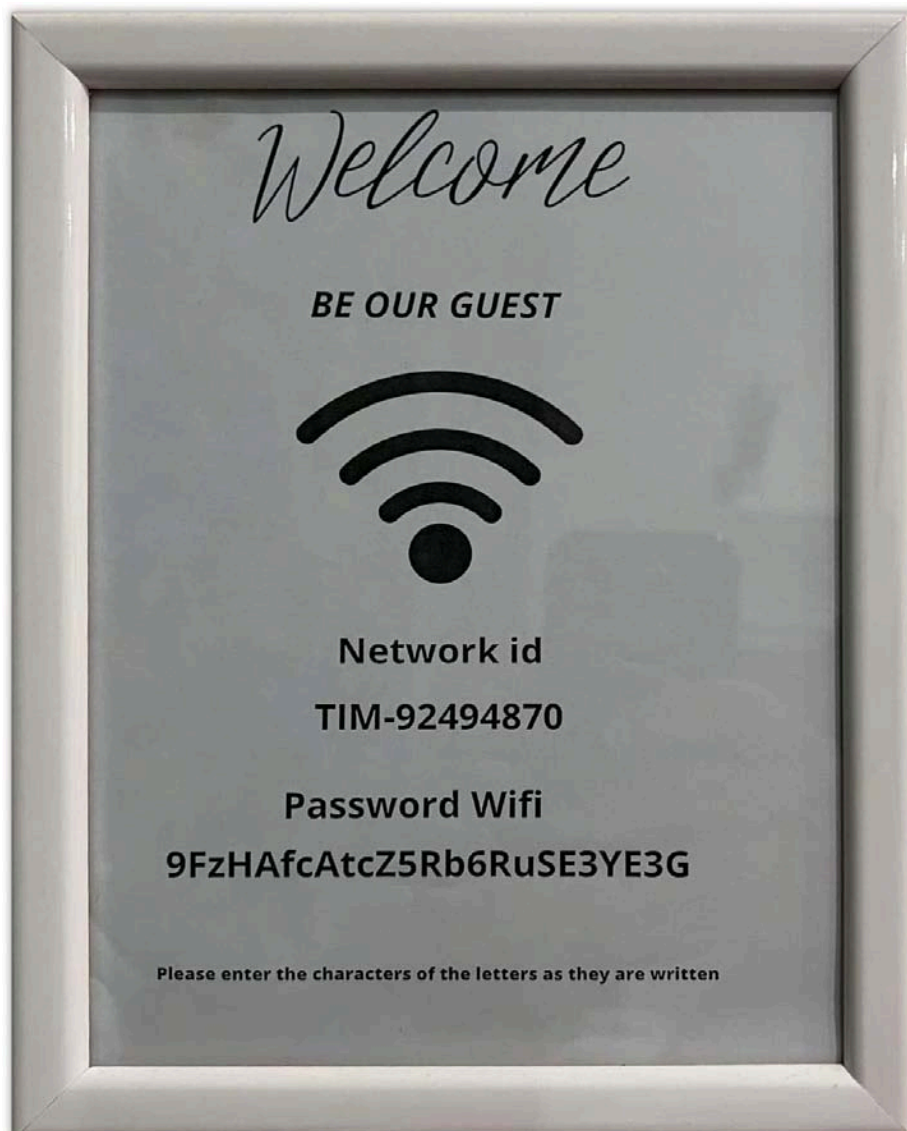 Welcome
BE OUR GUEST
Network id
TIM-92494870
Password Wifi
9FzHAfcAtcZ5Rb6RuSE3YE3G
Please enter the characters of the letters as they are written